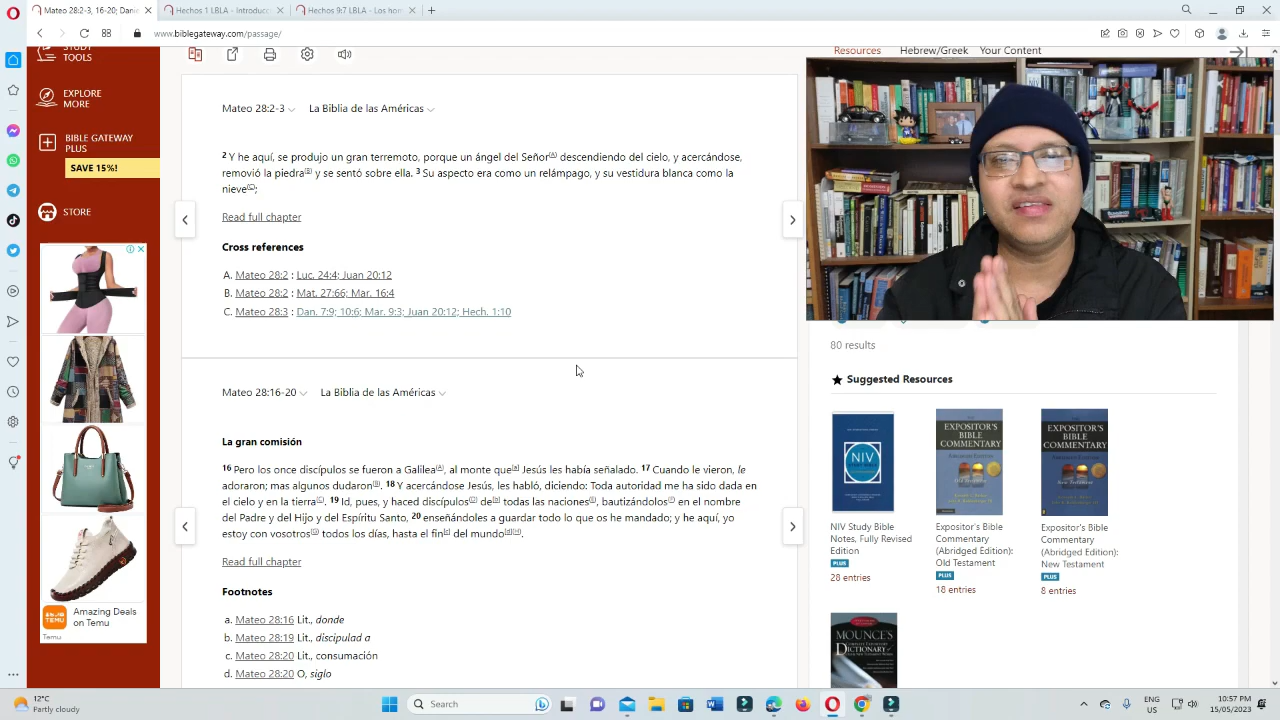 Mateo 28:2-3, 16-20; Dani
Hechos 1 LBLA - Introducc
Hechos 9:7 LBLA - Los hom
www.biblegateway.com/passage/
STUDY
TOOLS
EXPLORE
MORE
BIBLE GATEWAY
PLUS
SAVE 15%!
STORE
Amazing Deals
on Temu
Temu
Mateo 28:2-3
La Biblia de las Américas
2 Y he aquí, se produjo un gran terremoto, porque un ángel del Señor[A] descendiendo del cielo, y acercándose,
removió la piedra[B] y se sentó sobre ella. 3 Su aspecto era como un relámpago, y su vestidura blanca como la
nieve[C];
Read full chapter
Cross references
A. Mateo 28:2 : Luc. 24:4; Juan 20:12
B. Mateo 28:2 : Mat. 27:66; Mar. 16:4
C. Mateo 28:3 : Dan. 7:9; 10:6; Mar. 9:3; Juan 20:12; Hech. 1:10
28:16-20
La Biblia de las Américas
La gran comisión
16 Pero los once discípulos se fueron a Galilea[A], al monte que[a] Jesús les había señalado. 17 Cuando le vieron, le
adoraron; mas algunos dudaron[B]. 18 Y acercándose Jesús, les habló, diciendo: Toda autoridad me ha sido dada en
el cielo y en la tierra
19 Id, pues, y haced discípulos
de[b] todas las naciones
, bautizándolos
en el nombre
del Padre y del Hijo y del Espíritu Santo, 20 enseñándoles a guardar todo lo que os he mandado; y he aquí, yo
estoy con vosotros
todos los días, hasta el fin[c] del mundo
.
Read full chapter
Footnotes
a. Mateo 28:16 Lit., donde
b. Mateo 28:19
Resources
Hebrew/Greek
Your Content
80 results
Suggested Resources
NIV
EXPOSITOR'S
BIBLE
COMMENTARY
EXPOSITOR'S
BIBLE
COMMENTARY
NIV Study Bible
Notes, Fully Revised
Edition
PLUS
28 entries
Expositor's Bible
Commentary
(Abridged Edition):
Old Testament
PLUS
18 entries
Expositor's Bible
Commentary
(Abridged Edition):
New Testament
PLUS
8 entries
MOUNCE'S
DICTIONARY
12°C
Partly cloudy
Search
ENG
US
10:57 PM
15/05/2023